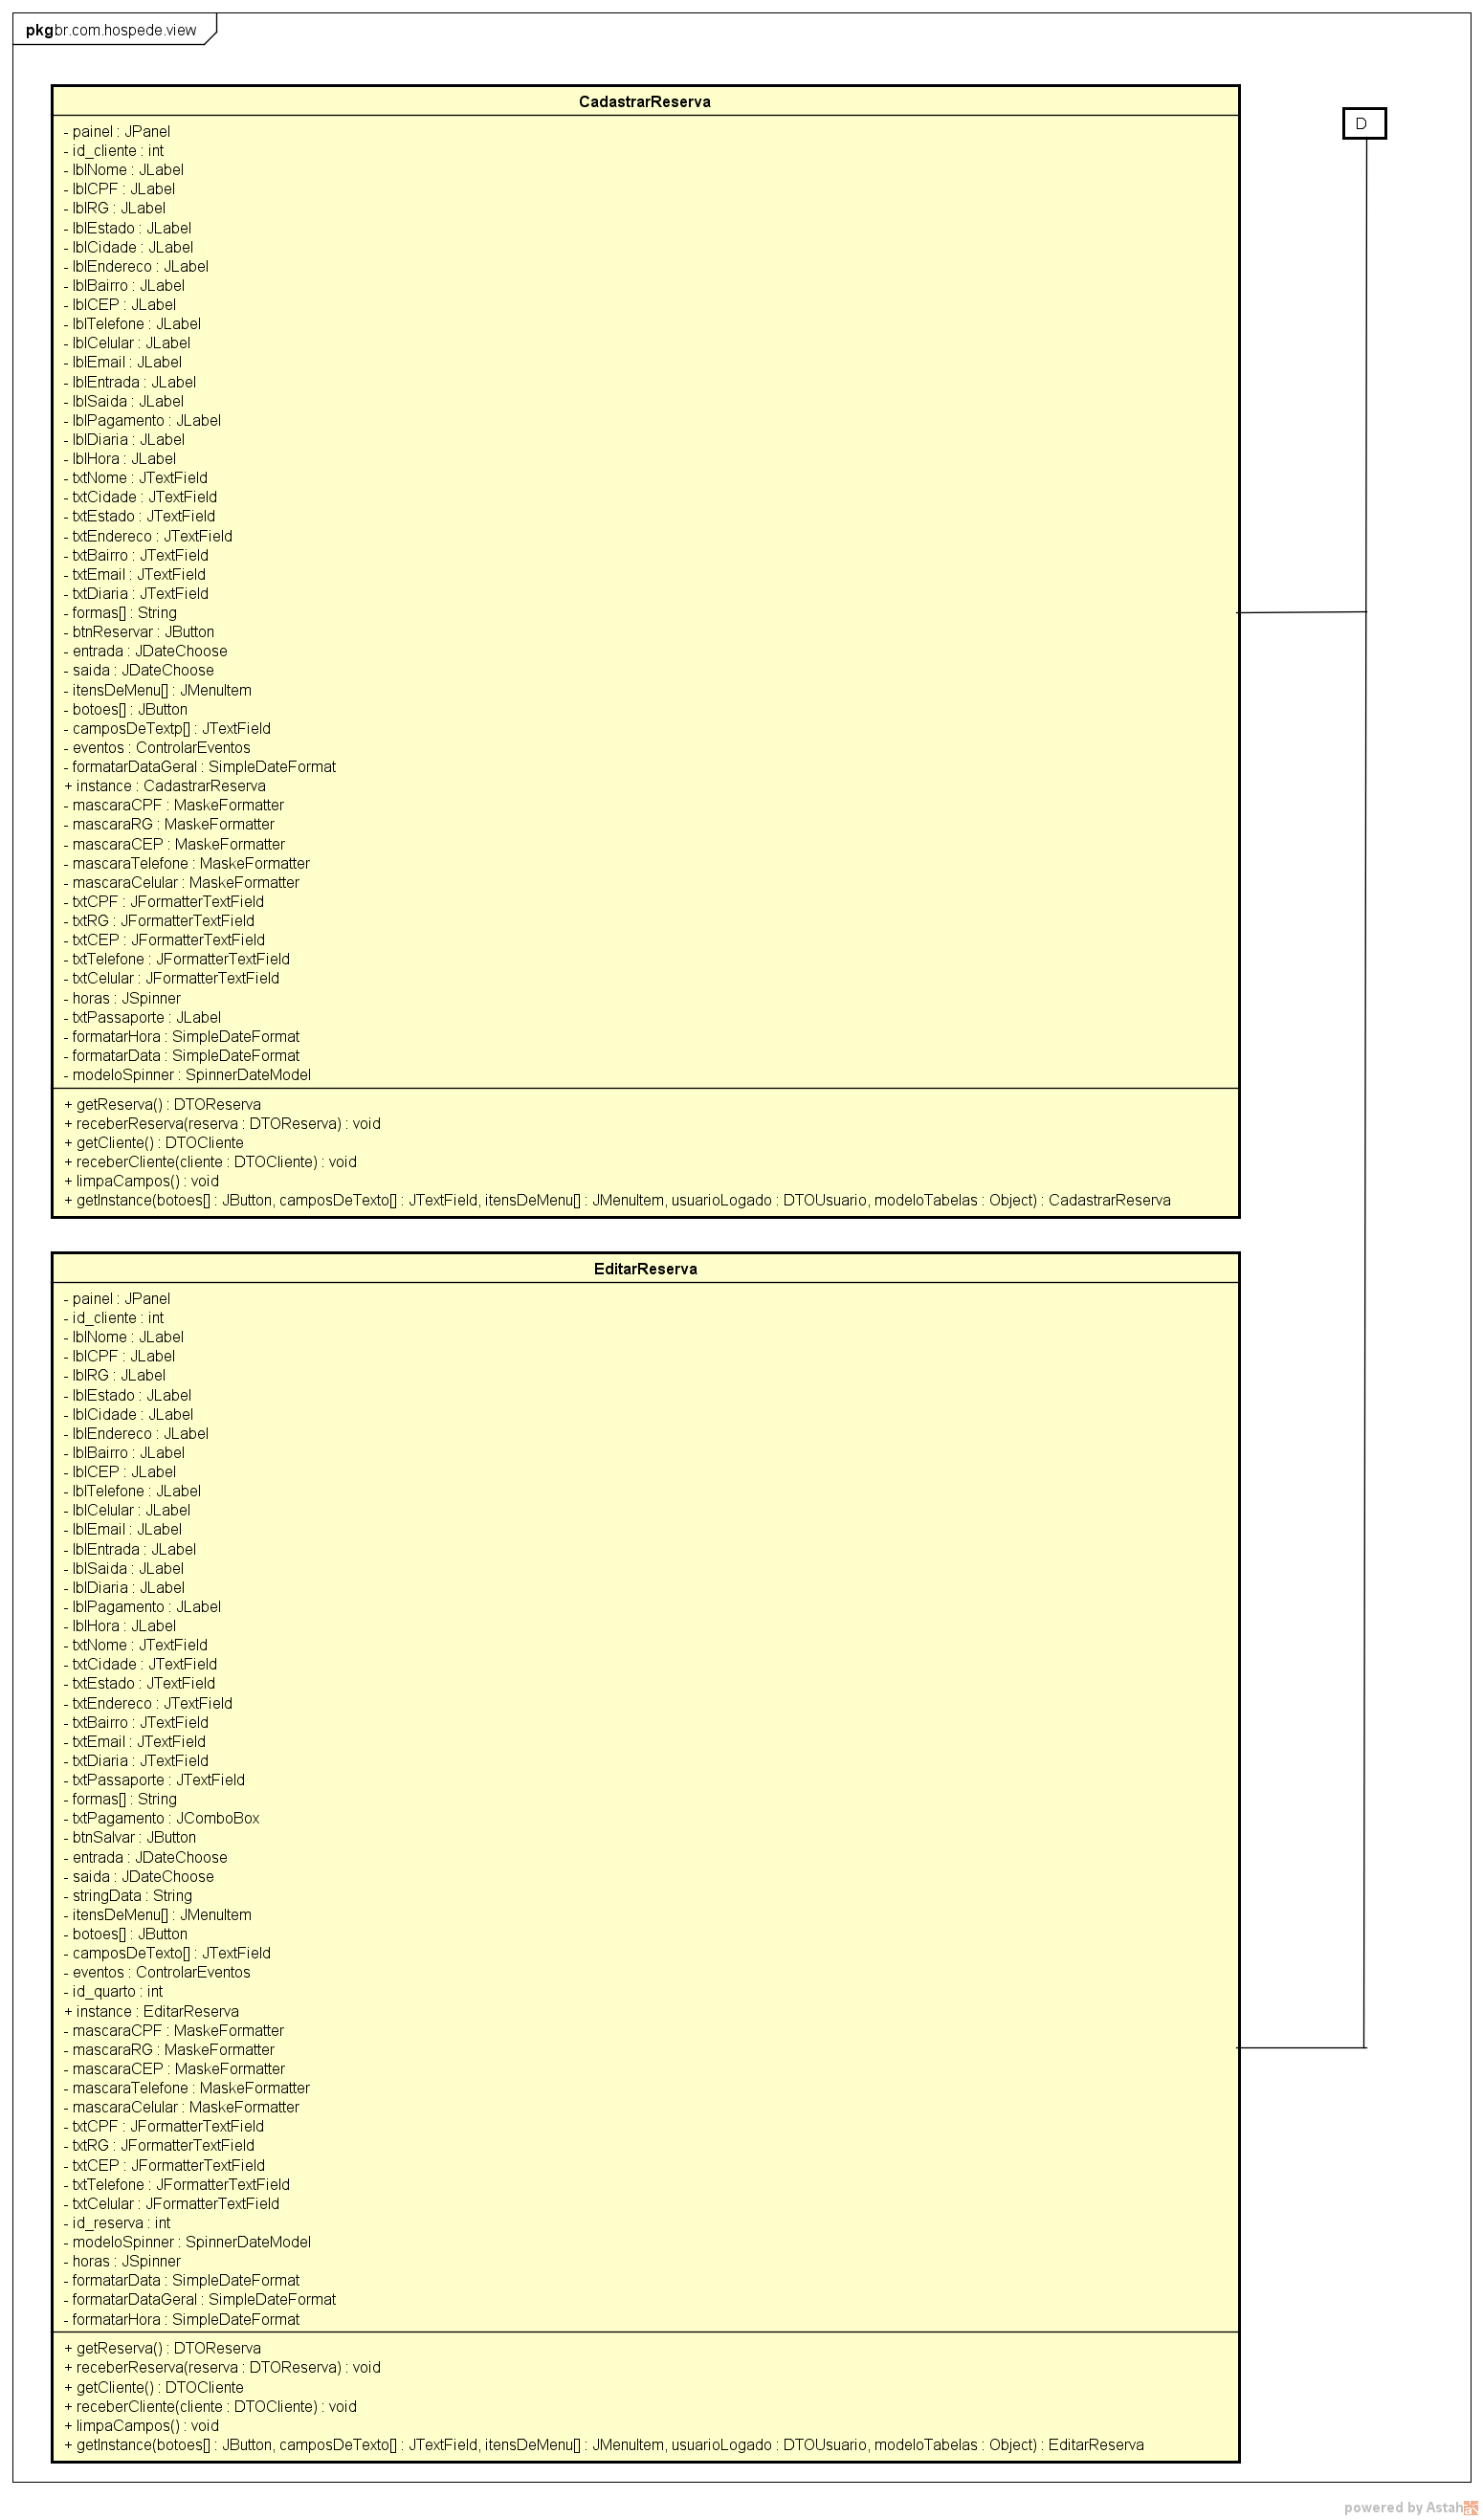 pkg br.com.hospede.view
CadastrarReserva
- painel : JPanel
- id_cliente : int
- lblNome : JLabel
- lblCPF : JLabel
- lblRG : JLabel
- lblEstado : JLabel
- lblCidade : JLabel
- lblEndereco : JLabel
- lblBairro : JLabel
- lblCEP : JLabel
- lblTelefone : JLabel
- lblCelular : JLabel
- lblEmail : JLabel
- lblEntrada : JLabel
- lblSaida : JLabel
- lblPagamento : JLabel
- lblDiaria : JLabel
- lblHora : JLabel
- txtNome : JTextField
- txtCidade : JTextField
- txtEstado : JTextField
- txtEndereco : JTextField
- txtBairro : JTextField
- txtEmail : JTextField
- txtDiaria : JTextField
- formas[] : String
- btnReservar : JButton
- entrada : JDateChoose
- saida : JDateChoose
- itensDeMenu[] : JMenuItem
- botoes[] : JButton
- camposDeTextp[] : JTextField
- eventos : ControlarEventos
- formatarDataGeral : SimpleDateFormat
+ instance : CadastrarReserva
- mascaraCPF : MaskeFormatter
- mascaraRG : MaskeFormatter
- mascaraCEP : MaskeFormatter
- mascaraTelefone : MaskeFormatter
- mascaraCelular : MaskeFormatter
- txtCPF : JFormatterTextField
- txtRG : JFormatterTextField
- txtCEP : JFormatterTextField
- txtTelefone : JFormatterTextField
- txtCelular : JFormatterTextField
- horas : JSpinner
- txtPassaporte : JLabel
- formatarHora : SimpleDateFormat
- formatarData : SimpleDateFormat
- modeloSpinner : SpinnerDateModel
+ getReserva() : DTOReserva
+ receberReserva(reserva : DTOReserva) : void
+ getCliente() : DTOCliente
+ receberCliente(cliente : DTOCliente) : void
+ limpaCampos() : void
+ getInstance(botoes[] : JButton, camposDeTexto[] : JTextField, itensDeMenu[] : JMenuItem, usuarioLogado : DTOUsuario, modeloTabelas : Object) : CadastrarReserva
D
EditarReserva
- painel : JPanel
- id_cliente : int
- lblNome : JLabel
- lblCPF : JLabel
- lblRG : JLabel
- lblEstado : JLabel
- lblCidade : JLabel
- lblEndereco : JLabel
- lblBairro : JLabel
- lblCEP : JLabel
- lblTelefone : JLabel
- lblCelular : JLabel
- lblEmail : JLabel
- lblEntrada : JLabel
- lblSaida : JLabel
- lblDiaria : JLabel
- lblPagamento : JLabel
- lblHora : JLabel
- txtNome : JTextField
- txtCidade : JTextField
- txtEstado : JTextField
- txtEndereco : JTextField
- txtBairro : JTextField
- txtEmail : JTextField
- txtDiaria : JTextField
- txtPassaporte : JTextField
- formas[] : String
- txtPagamento : JComboBox
- btnSalvar : JButton
- entrada : JDateChoose
- saida : JDateChoose
- stringData : String
- itensDeMenu[] : JMenuItem
- botoes[] : JButton
- camposDeTexto[] : JTextField
- eventos : ControlarEventos
- id_quarto : int
+ instance : EditarReserva
- mascaraCPF : MaskeFormatter
- mascaraRG : MaskeFormatter
- mascaraCEP : MaskeFormatter
- mascaraTelefone : MaskeFormatter
- mascaraCelular : MaskeFormatter
- txtCPF : JFormatterTextField
- txtRG : JFormatterTextField
- txtCEP : JFormatterTextField
- txtTelefone : JFormatterTextField
- txtCelular : JFormatterTextField
- id_reserva : int
- modeloSpinner : SpinnerDateModel
- horas : JSpinner
- formatarData : SimpleDateFormat
- formatarDataGeral : SimpleDateFormat
- formatarHora : SimpleDateFormat
+ getReserva() : DTOReserva
+ receberReserva(reserva : DTOReserva) : void
+ getCliente() : DTOCliente
+ receberCliente(cliente : DTOCliente) : void
+ limpaCampos() : void
+ getInstance(botoes[] : JButton, camposDeTexto[] : JTextField, itensDeMenu[] : JMenuItem, usuarioLogado : DTOUsuario, modeloTabelas : Object) : EditarReserva
powered by Astah